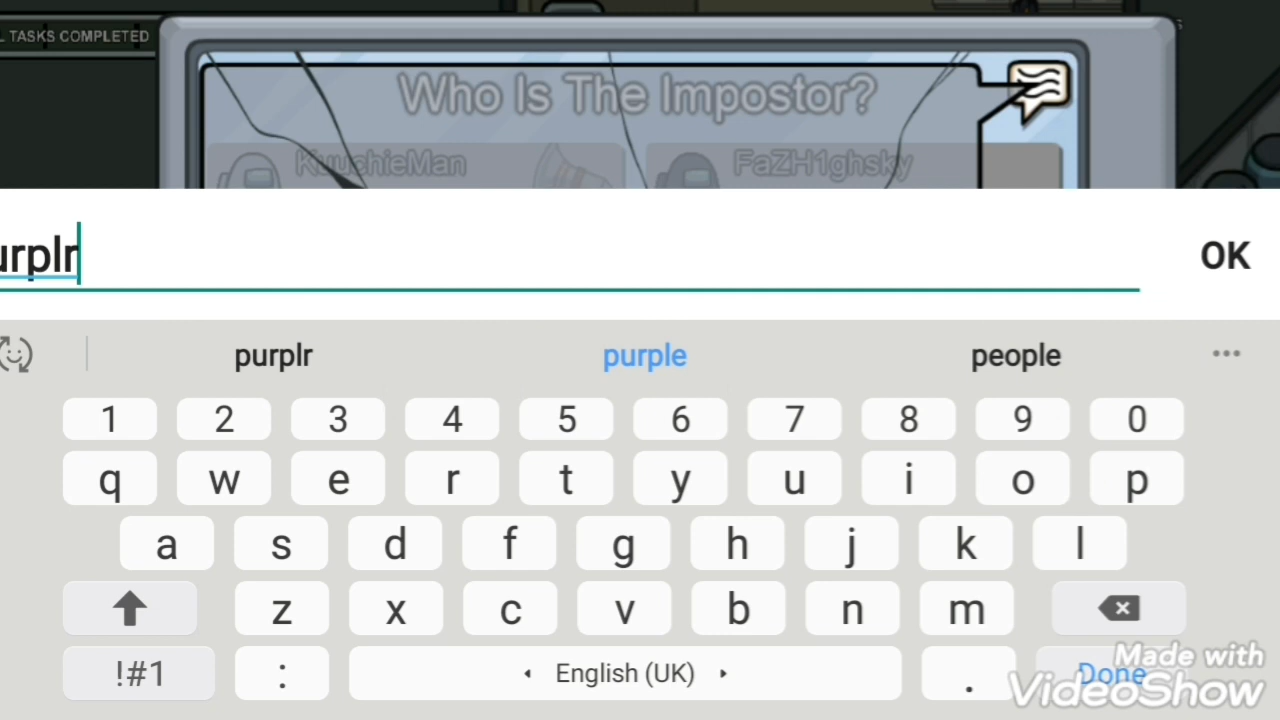 L TASKS COMPLETED
Who Is The Impostor?
KuuchieMan
FaZH1ghsky
urplr
OK
purplr
purple
people
1 2 3 4 5 6 7 8 9 0
q w e r t y u i o p
a s d f g h j k l
z x c v b n m
!#1 : English (UK) . Done
Made with
VideoShow